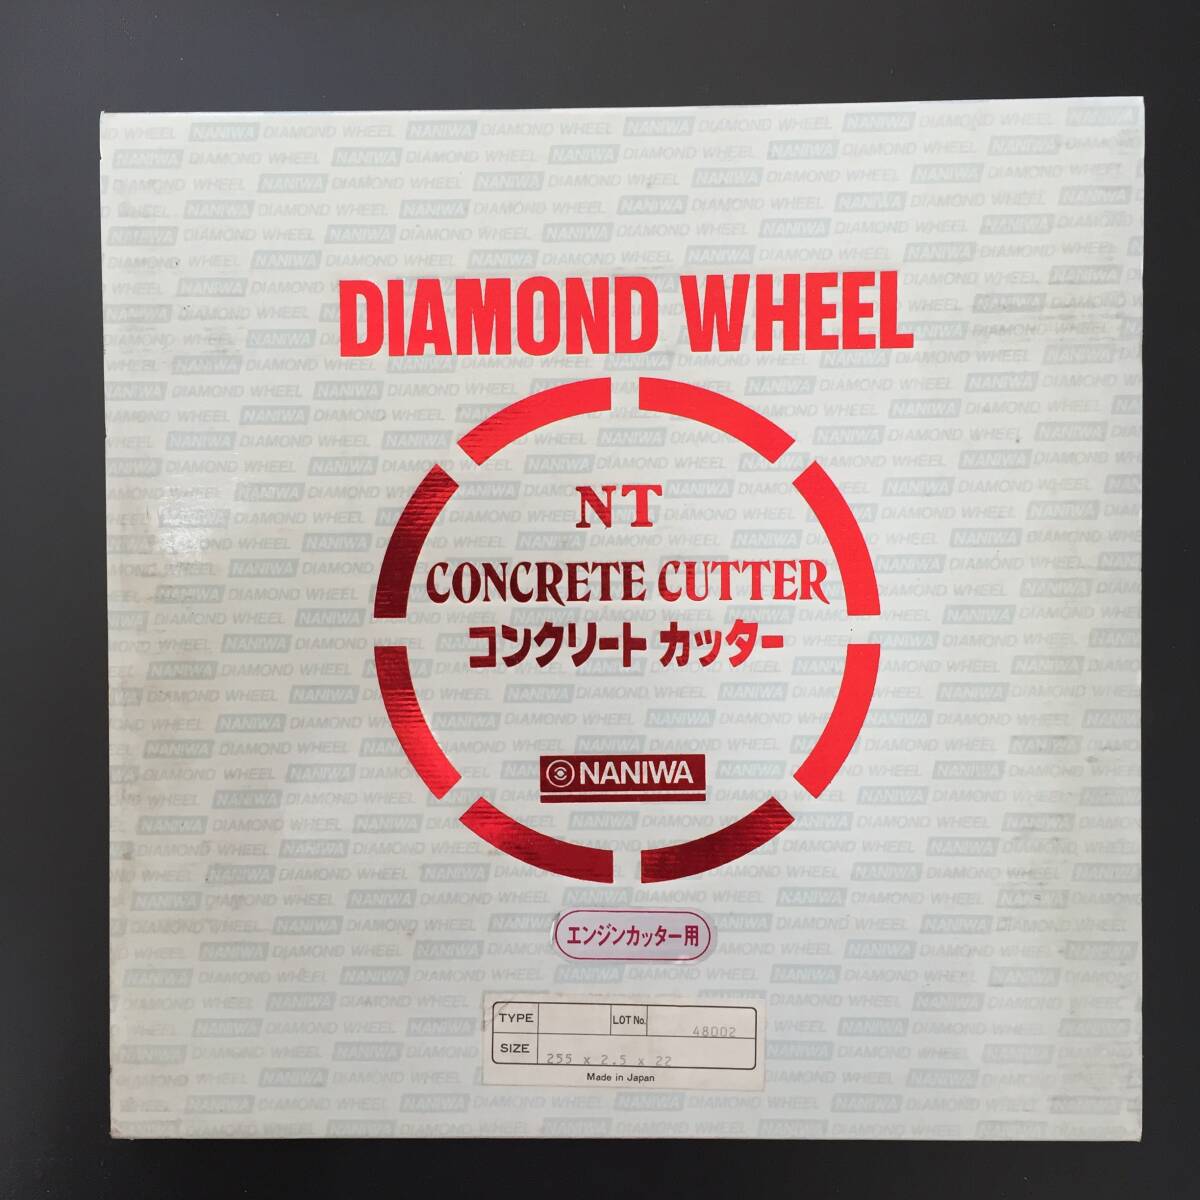 DIAMOND WHEEL
NT
CONCRETE CUTTER
コンクリート カッター
NANIWA
エンジンカッター用
TYPE LOT No. 48002
SIZE 255 x 2.5 x 22
Made in Japan